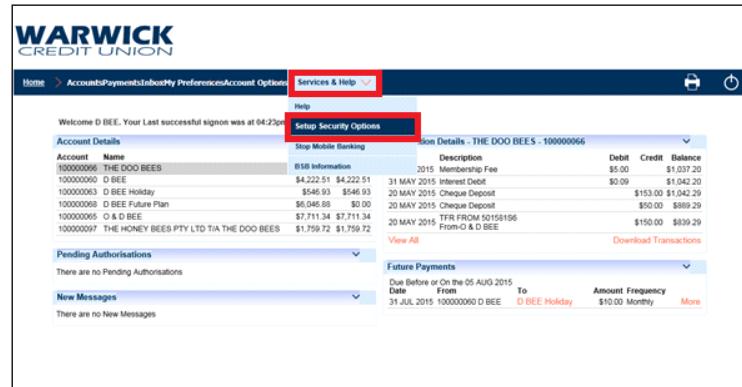 WARWICK
CREDIT UNION
Home > AccountsPaymentsInboxMy PreferencesAccount Options Services & Help
Help
Setup Security Options
Stop Mobile Banking
BSB Information
Welcome D BEE. Your Last successful signon was at 04:23pm
Account Details
Account Name
100000066 THE DOO BEES
100000060 D BEE $4,222.51 $4,222.51
100000063 D BEE Holiday $546.93 $546.93
100000068 D BEE Future Plan $6,046.88 $0.00
100000065 O & D BEE $7,711.34 $7,711.34
100000097 THE HONEY BEES PTY LTD T/A THE DOO BEES $1,759.72 $1,759.72
Pending Authorisations
There are no Pending Authorisations
New Messages
There are no New Messages
tion Details - THE DOO BEES - 100000066
Description Debit Credit Balance
2015 Membership Fee $5.00 $1,037.20
31 MAY 2015 Interest Debit $0.09 $1,042.20
20 MAY 2015 Cheque Deposit $153.00 $1,042.29
20 MAY 2015 Cheque Deposit $50.00 $889.29
20 MAY 2015 TFR FROM 50158156 $150.00 $839.29
From-O & D BEE
View All Download Transactions
Future Payments
Due Before or On the 05 AUG 2015
Date From To Amount Frequency
31 JUL 2015 100000060 D BEE D BEE Holiday $10.00 Monthly More